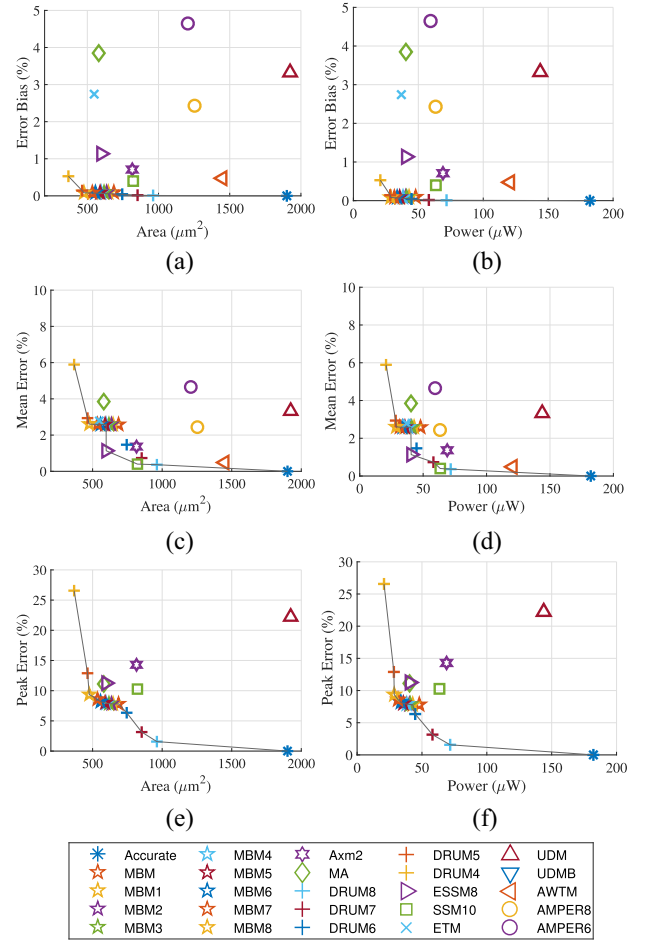 5
4
3
2
1
0
Error Bias (%)
500
1000
1500
2000
Area (μm²)
(a)
5
4
3
2
1
0
Error Bias (%)
0
50
100
150
200
Power (μW)
(b)
10
8
6
4
2
0
Mean Error (%)
500
1000
1500
2000
Area (μm²)
(c)
10
8
6
4
2
0
Mean Error (%)
0
50
100
150
200
Power (μW)
(d)
30
25
20
15
10
5
0
Peak Error (%)
500
1000
1500
2000
Area (μm²)
(e)
30
25
20
15
10
5
0
Peak Error (%)
0
50
100
150
200
Power (μW)
(f)
Accurate MBM4 Axm2 DRUM5 UDM
MBM MBM5 MA DRUM4 UDMB
MBM1 MBM6 DRUM8 ESSM8 AWTM
MBM2 MBM7 DRUM7 SSM10 AMPER8
MBM3 MBM8 DRUM6 ETM AMPER6